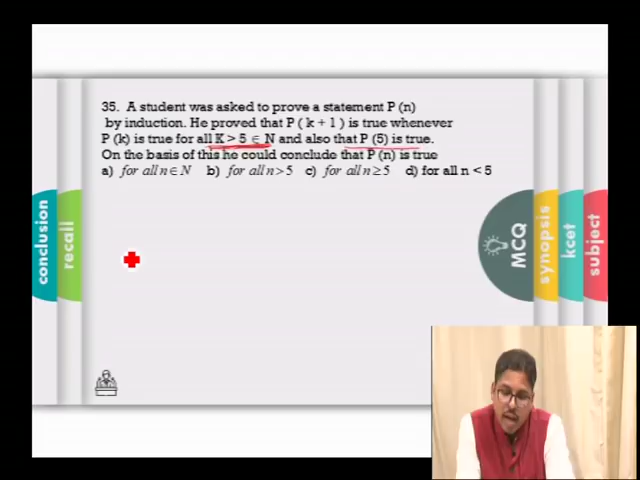 35. A student was asked to prove a statement P (n)
by induction. He proved that P ( k + 1 ) is true whenever
P (k) is true for all K > 5 ∈ N and also that P (5) is true.
On the basis of this he could conclude that P (n) is true
a) for all n ∈ N b) for all n > 5 c) for all n ≥ 5 d) for all n < 5
conclusion
recall
MCQ
synopsis
kcet
subject